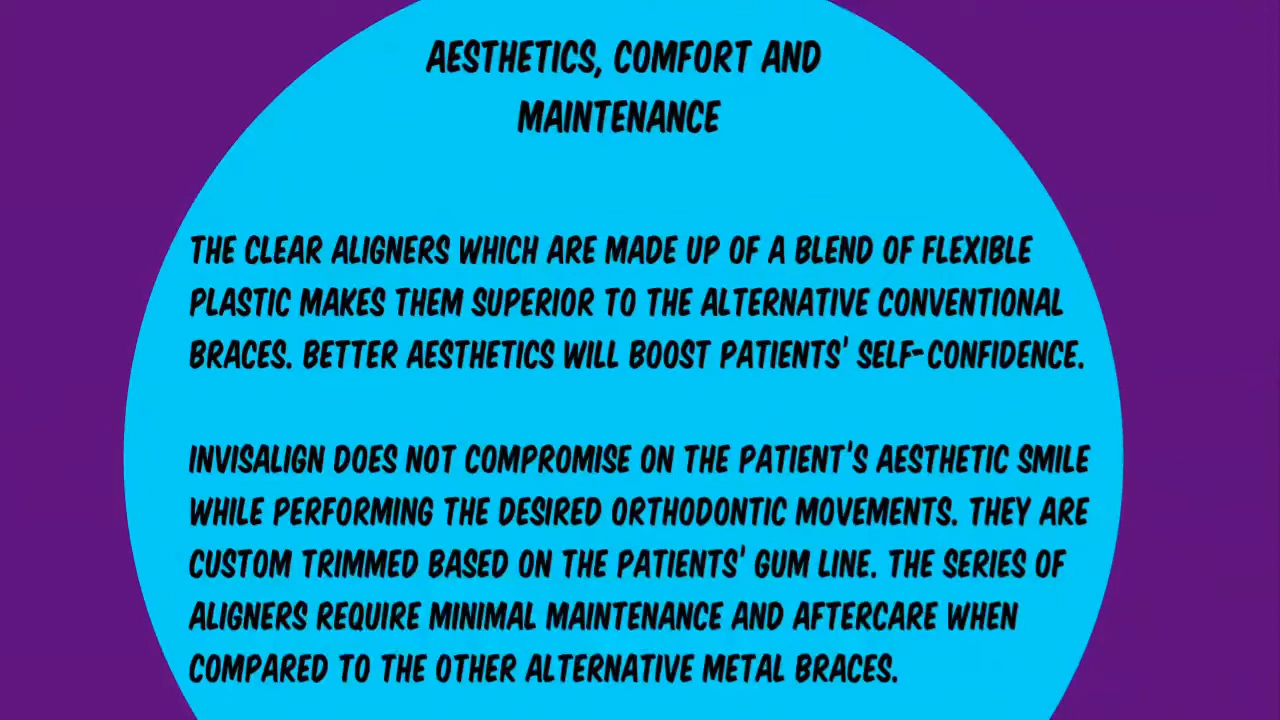 AESTHETICS, COMFORT AND
MAINTENANCE
THE CLEAR ALIGNERS WHICH ARE MADE UP OF A BLEND OF FLEXIBLE
PLASTIC MAKES THEM SUPERIOR TO THE ALTERNATIVE CONVENTIONAL
BRACES. BETTER AESTHETICS WILL BOOST PATIENTS' SELF-CONFIDENCE.
INVISALIGN DOES NOT COMPROMISE ON THE PATIENT'S AESTHETIC SMILE
WHILE PERFORMING THE DESIRED ORTHODONTIC MOVEMENTS. THEY ARE
CUSTOM TRIMMED BASED ON THE PATIENTS' GUM LINE. THE SERIES OF
ALIGNERS REQUIRE MINIMAL MAINTENANCE AND AFTERCARE WHEN
COMPARED TO THE OTHER ALTERNATIVE METAL BRACES.